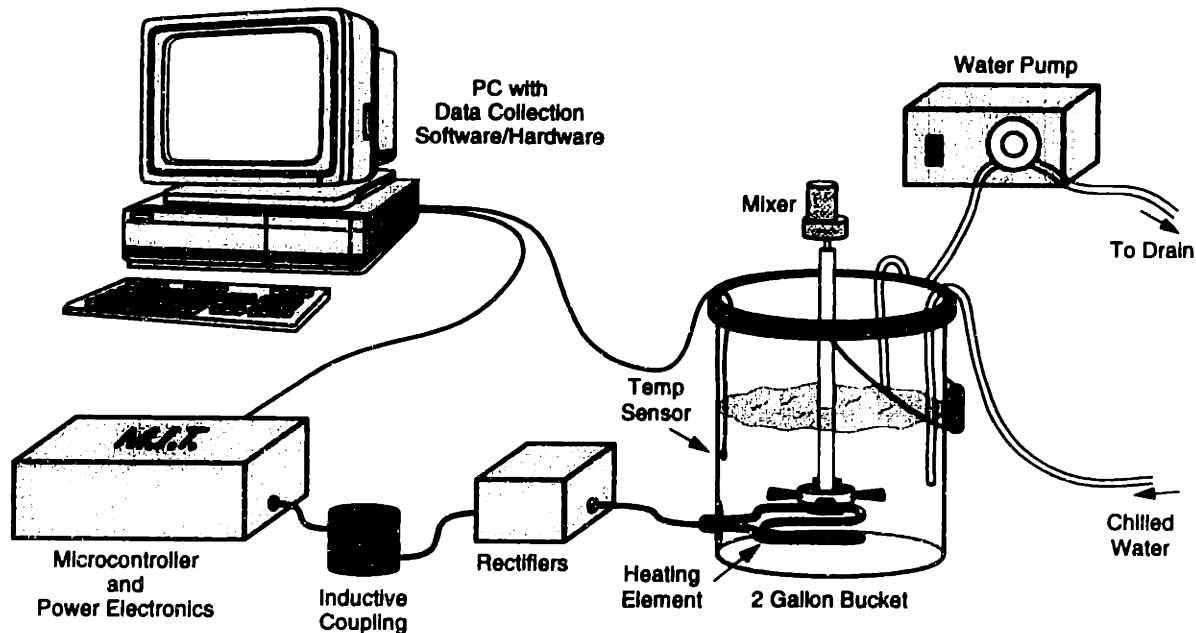 PC with
Data Collection
Software/Hardware
Water Pump
Mixer
To Drain
Temp
Sensor
M.I.T.
Microcontroller
and
Power Electronics
Inductive
Coupling
Rectifiers
Heating
Element
2 Gallon Bucket
Chilled
Water